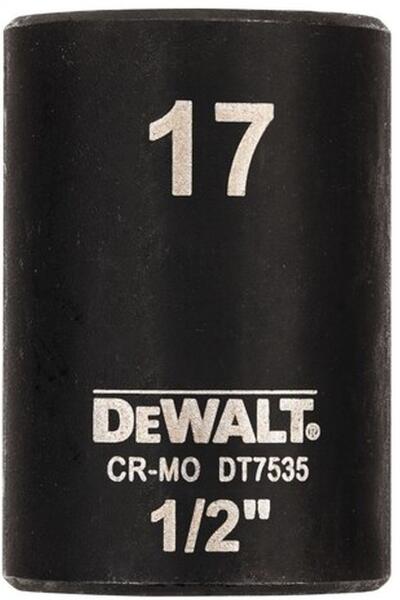 17
DEWALT®
CR-MO DT7535
1/2"